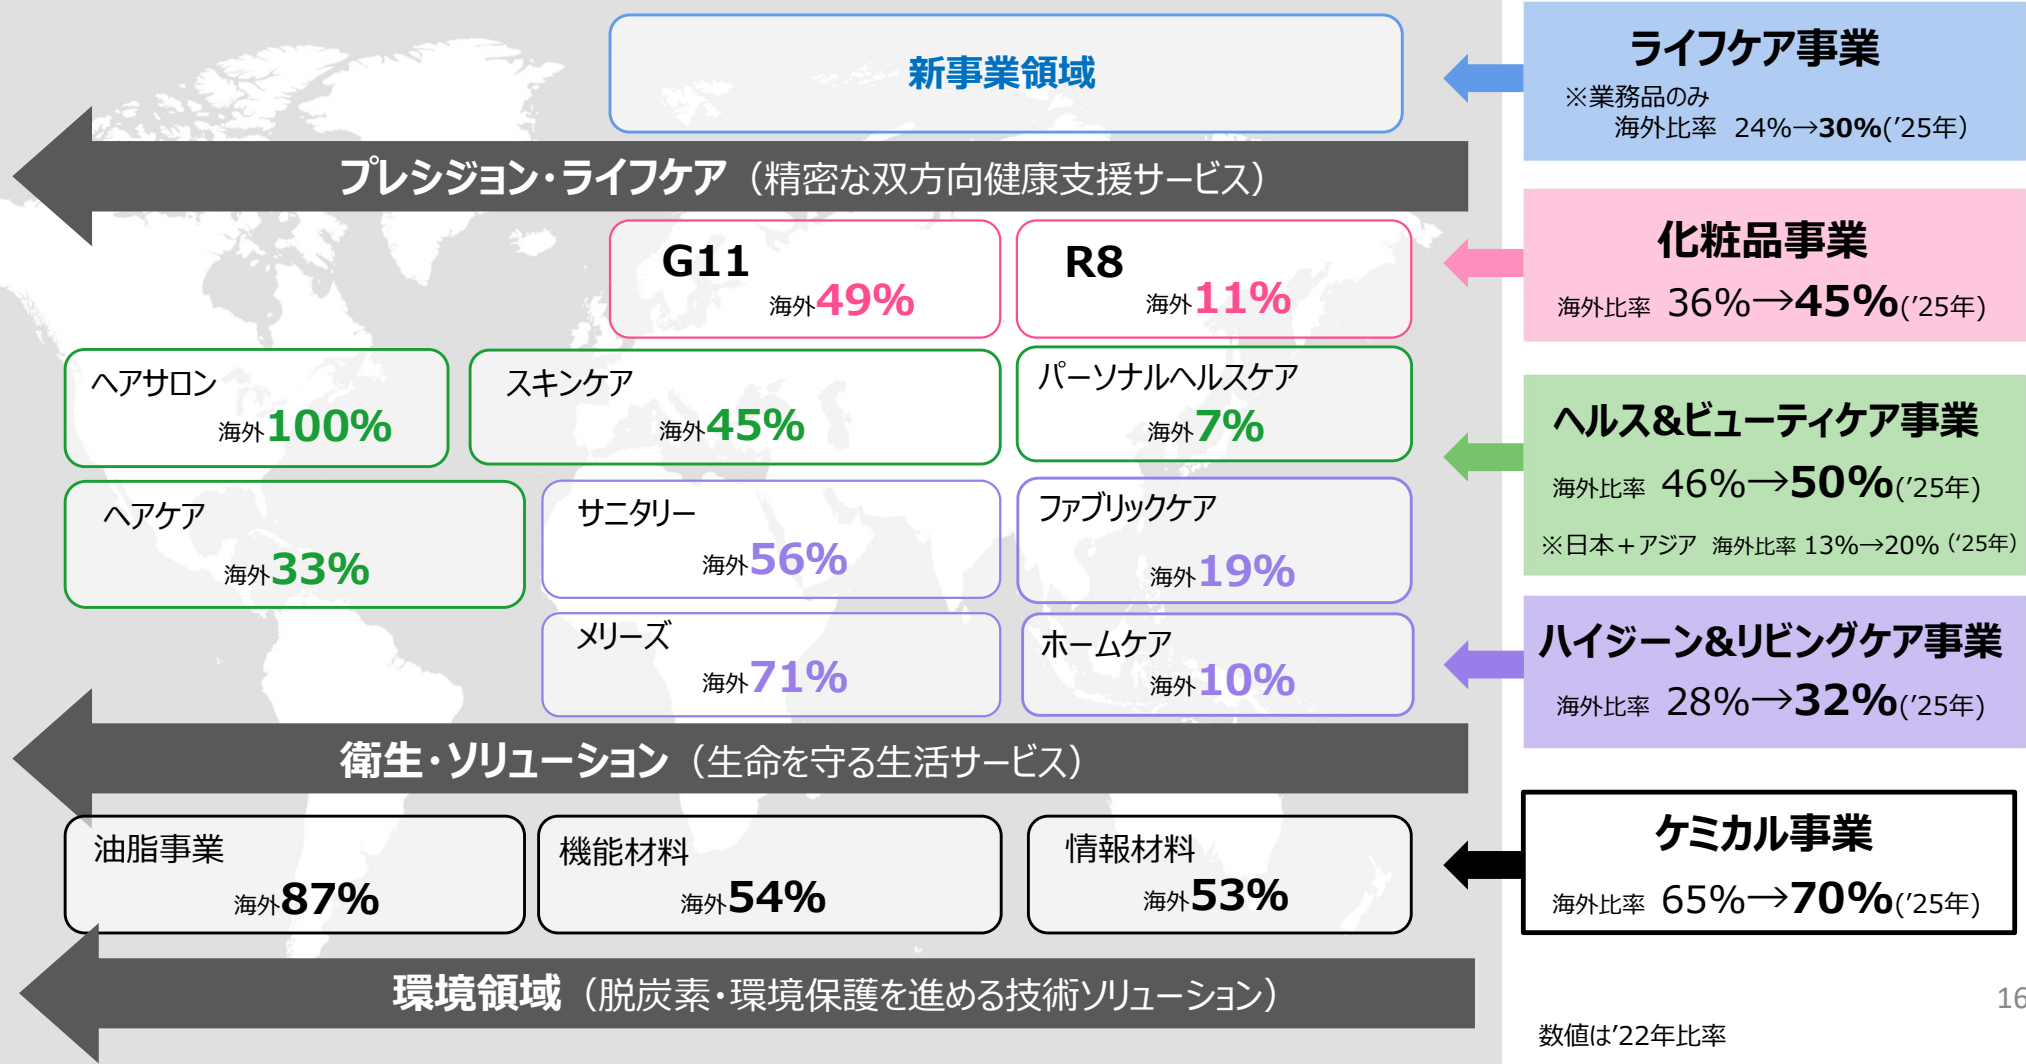 新事業領域
プレシジョン・ライフケア（精密な双方向健康支援サービス）
G11
海外49%
R8
海外11%
ヘアサロン
海外100%
スキンケア
海外45%
パーソナルヘルスケア
海外7%
ヘアケア
海外33%
サニタリー
海外56%
ファブリックケア
海外19%
メリーズ
海外71%
ホームケア
海外10%
衛生・ソリューション（生命を守る生活サービス）
油脂事業
海外87%
機能材料
海外54%
情報材料
海外53%
環境領域（脱炭素・環境保護を進める技術ソリューション）
ライフケア事業
※業務品のみ
海外比率 24%→30%('25年)
化粧品事業
海外比率 36%→45%('25年)
ヘルス&ビューティケア事業
海外比率 46%→50%('25年)
※日本+アジア 海外比率 13%→20% ('25年)
ハイジーン&リビングケア事業
海外比率 28%→32%('25年)
ケミカル事業
海外比率 65%→70%('25年)
16
数値は'22年比率